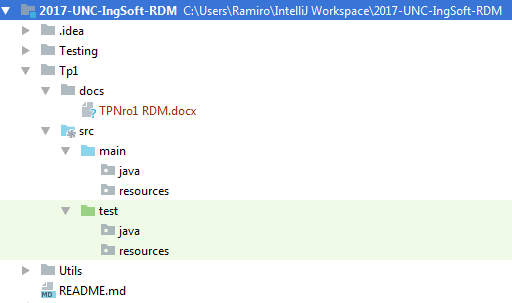 2017-UNC-IngSoft-RDM C:\Users\Ramiro\IntelliJ Workspace\2017-UNC-IngSoft-RDM
.idea
Testing
Tp1
docs
TPNro1 RDM.docx
src
main
java
resources
test
java
resources
Utils
MD README.md